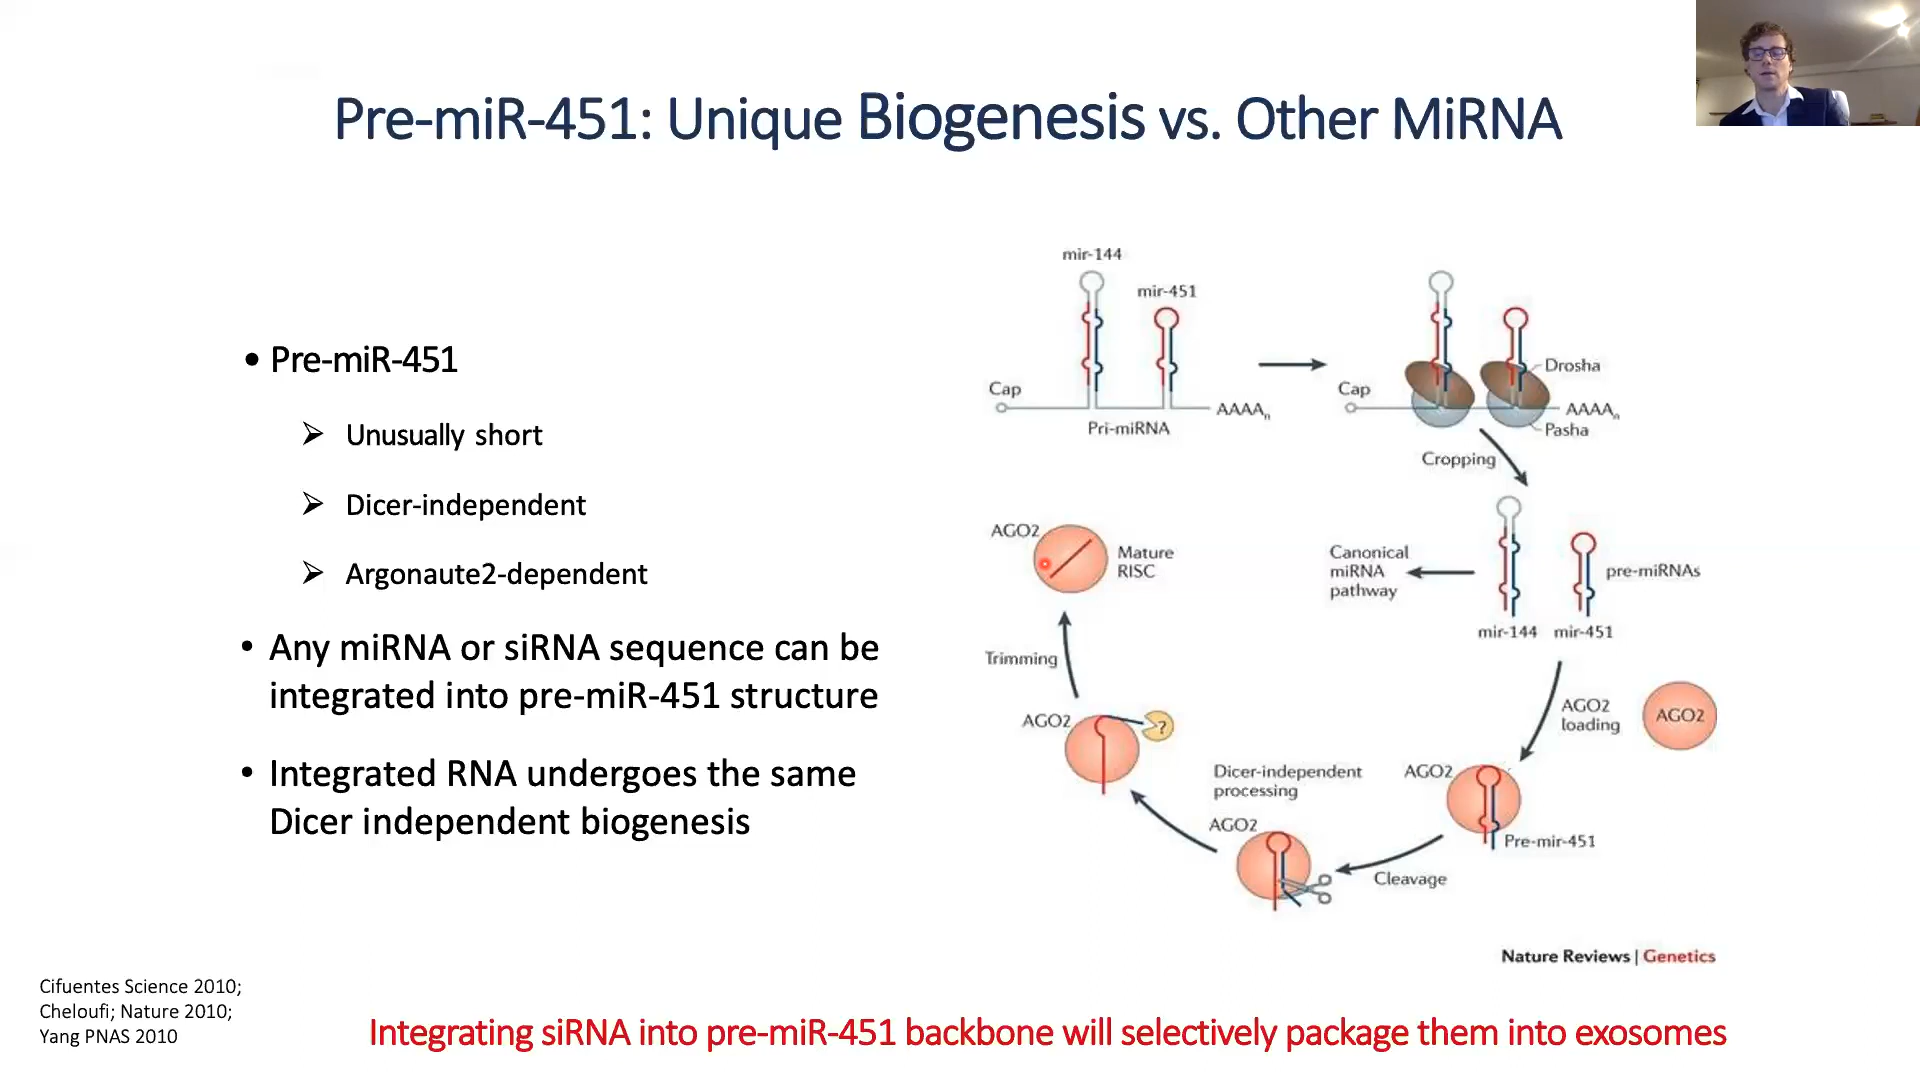 Pre-miR-451: Unique Biogenesis vs. Other MiRNA
• Pre-miR-451
➢ Unusually short
➢ Dicer-independent
➢ Argonaute2-dependent
• Any miRNA or siRNA sequence can be
integrated into pre-miR-451 structure
• Integrated RNA undergoes the same
Dicer independent biogenesis
mir-144
mir-451
Cap
AAAAn
Pri-miRNA
Cap
Drosha
AAAAn
Pasha
Cropping
AGO2
Mature
RISC
Canonical
miRNA
pathway
pre-miRNAs
mir-144 mir-451
Trimming
AGO2
?
AGO2
loading
AGO2
Dicer-independent
processing
AGO2
AGO2
Pre-mir-451
Cleavage
Nature Reviews | Genetics
Cifuentes Science 2010;
Cheloufi; Nature 2010;
Yang PNAS 2010
Integrating siRNA into pre-miR-451 backbone will selectively package them into exosomes